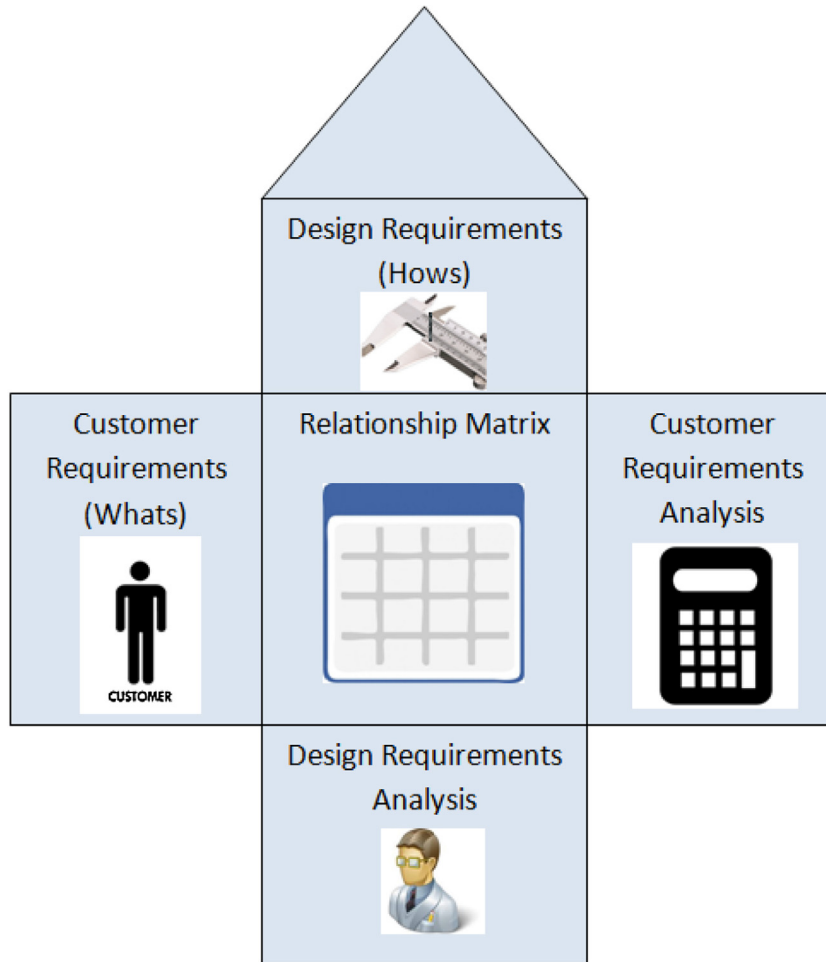 Design Requirements
(Hows)
Customer
Requirements
(Whats)
CUSTOMER
Relationship Matrix
Customer
Requirements
Analysis
Design Requirements
Analysis